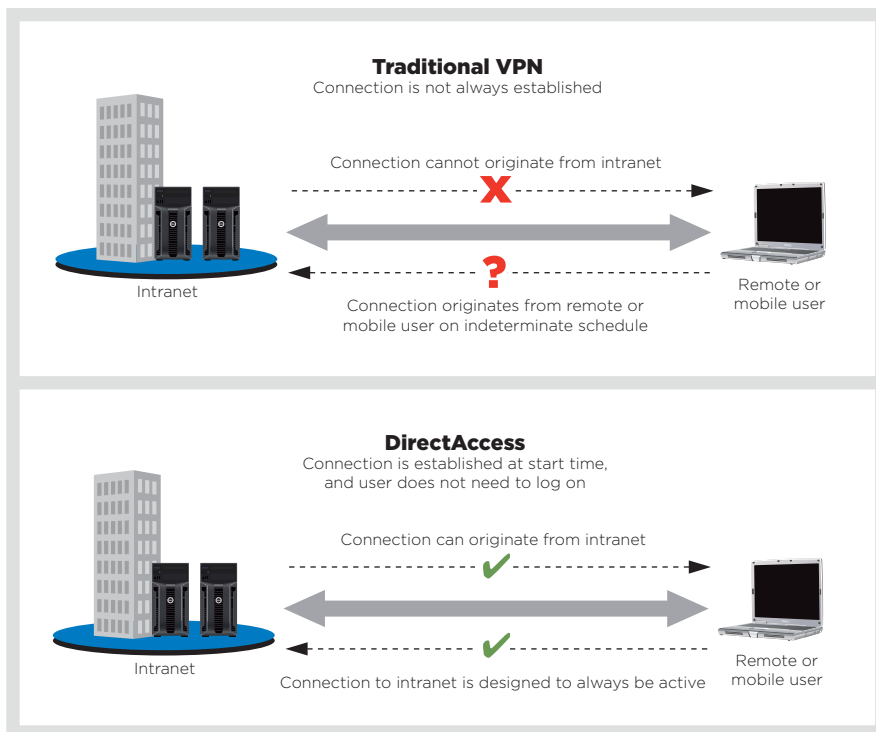 Traditional VPN
Connection is not always established
Connection cannot originate from intranet
X
?
Intranet
Connection originates from remote or
mobile user on indeterminate schedule
Remote or
mobile user
DirectAccess
Connection is established at start time,
and user does not need to log on
Connection can originate from intranet
Intranet
Connection to intranet is designed to always be active
Remote or
mobile user